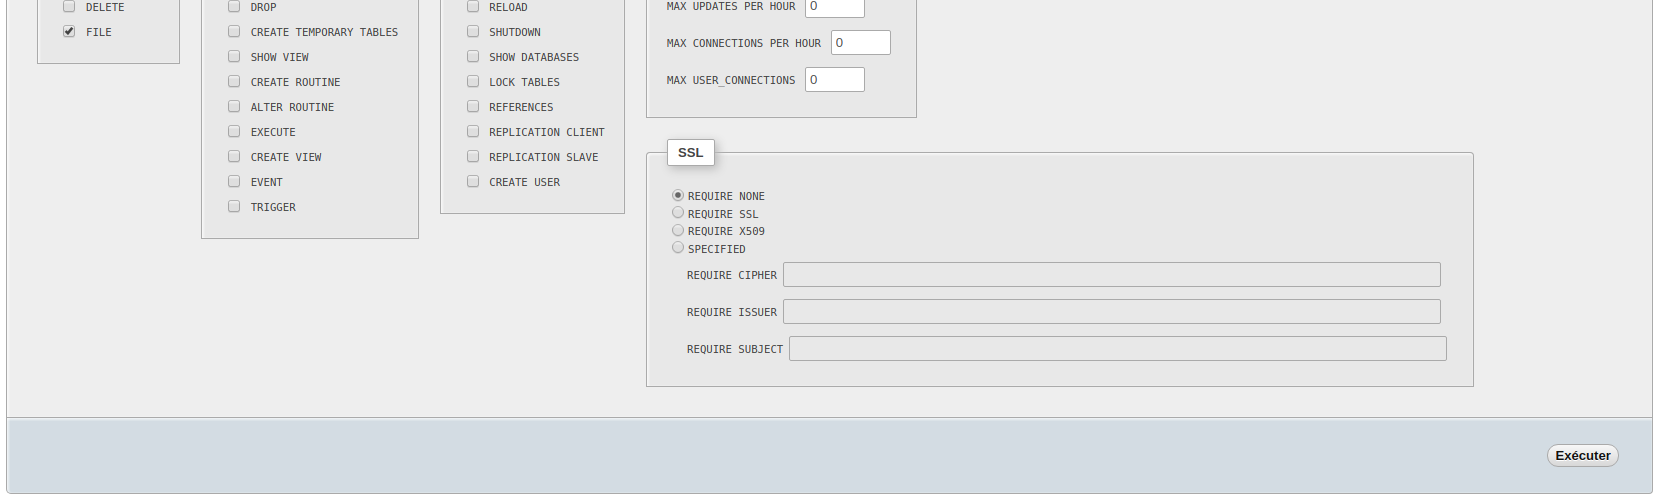 DELETE
FILE
DROP
CREATE TEMPORARY TABLES
SHOW VIEW
CREATE ROUTINE
ALTER ROUTINE
EXECUTE
CREATE VIEW
EVENT
TRIGGER
RELOAD
SHUTDOWN
SHOW DATABASES
LOCK TABLES
REFERENCES
REPLICATION CLIENT
REPLICATION SLAVE
CREATE USER
MAX UPDATES PER HOUR 0
MAX CONNECTIONS PER HOUR 0
MAX USER_CONNECTIONS 0
SSL
REQUIRE NONE
REQUIRE SSL
REQUIRE X509
SPECIFIED
REQUIRE CIPHER
REQUIRE ISSUER
REQUIRE SUBJECT
Exécuter